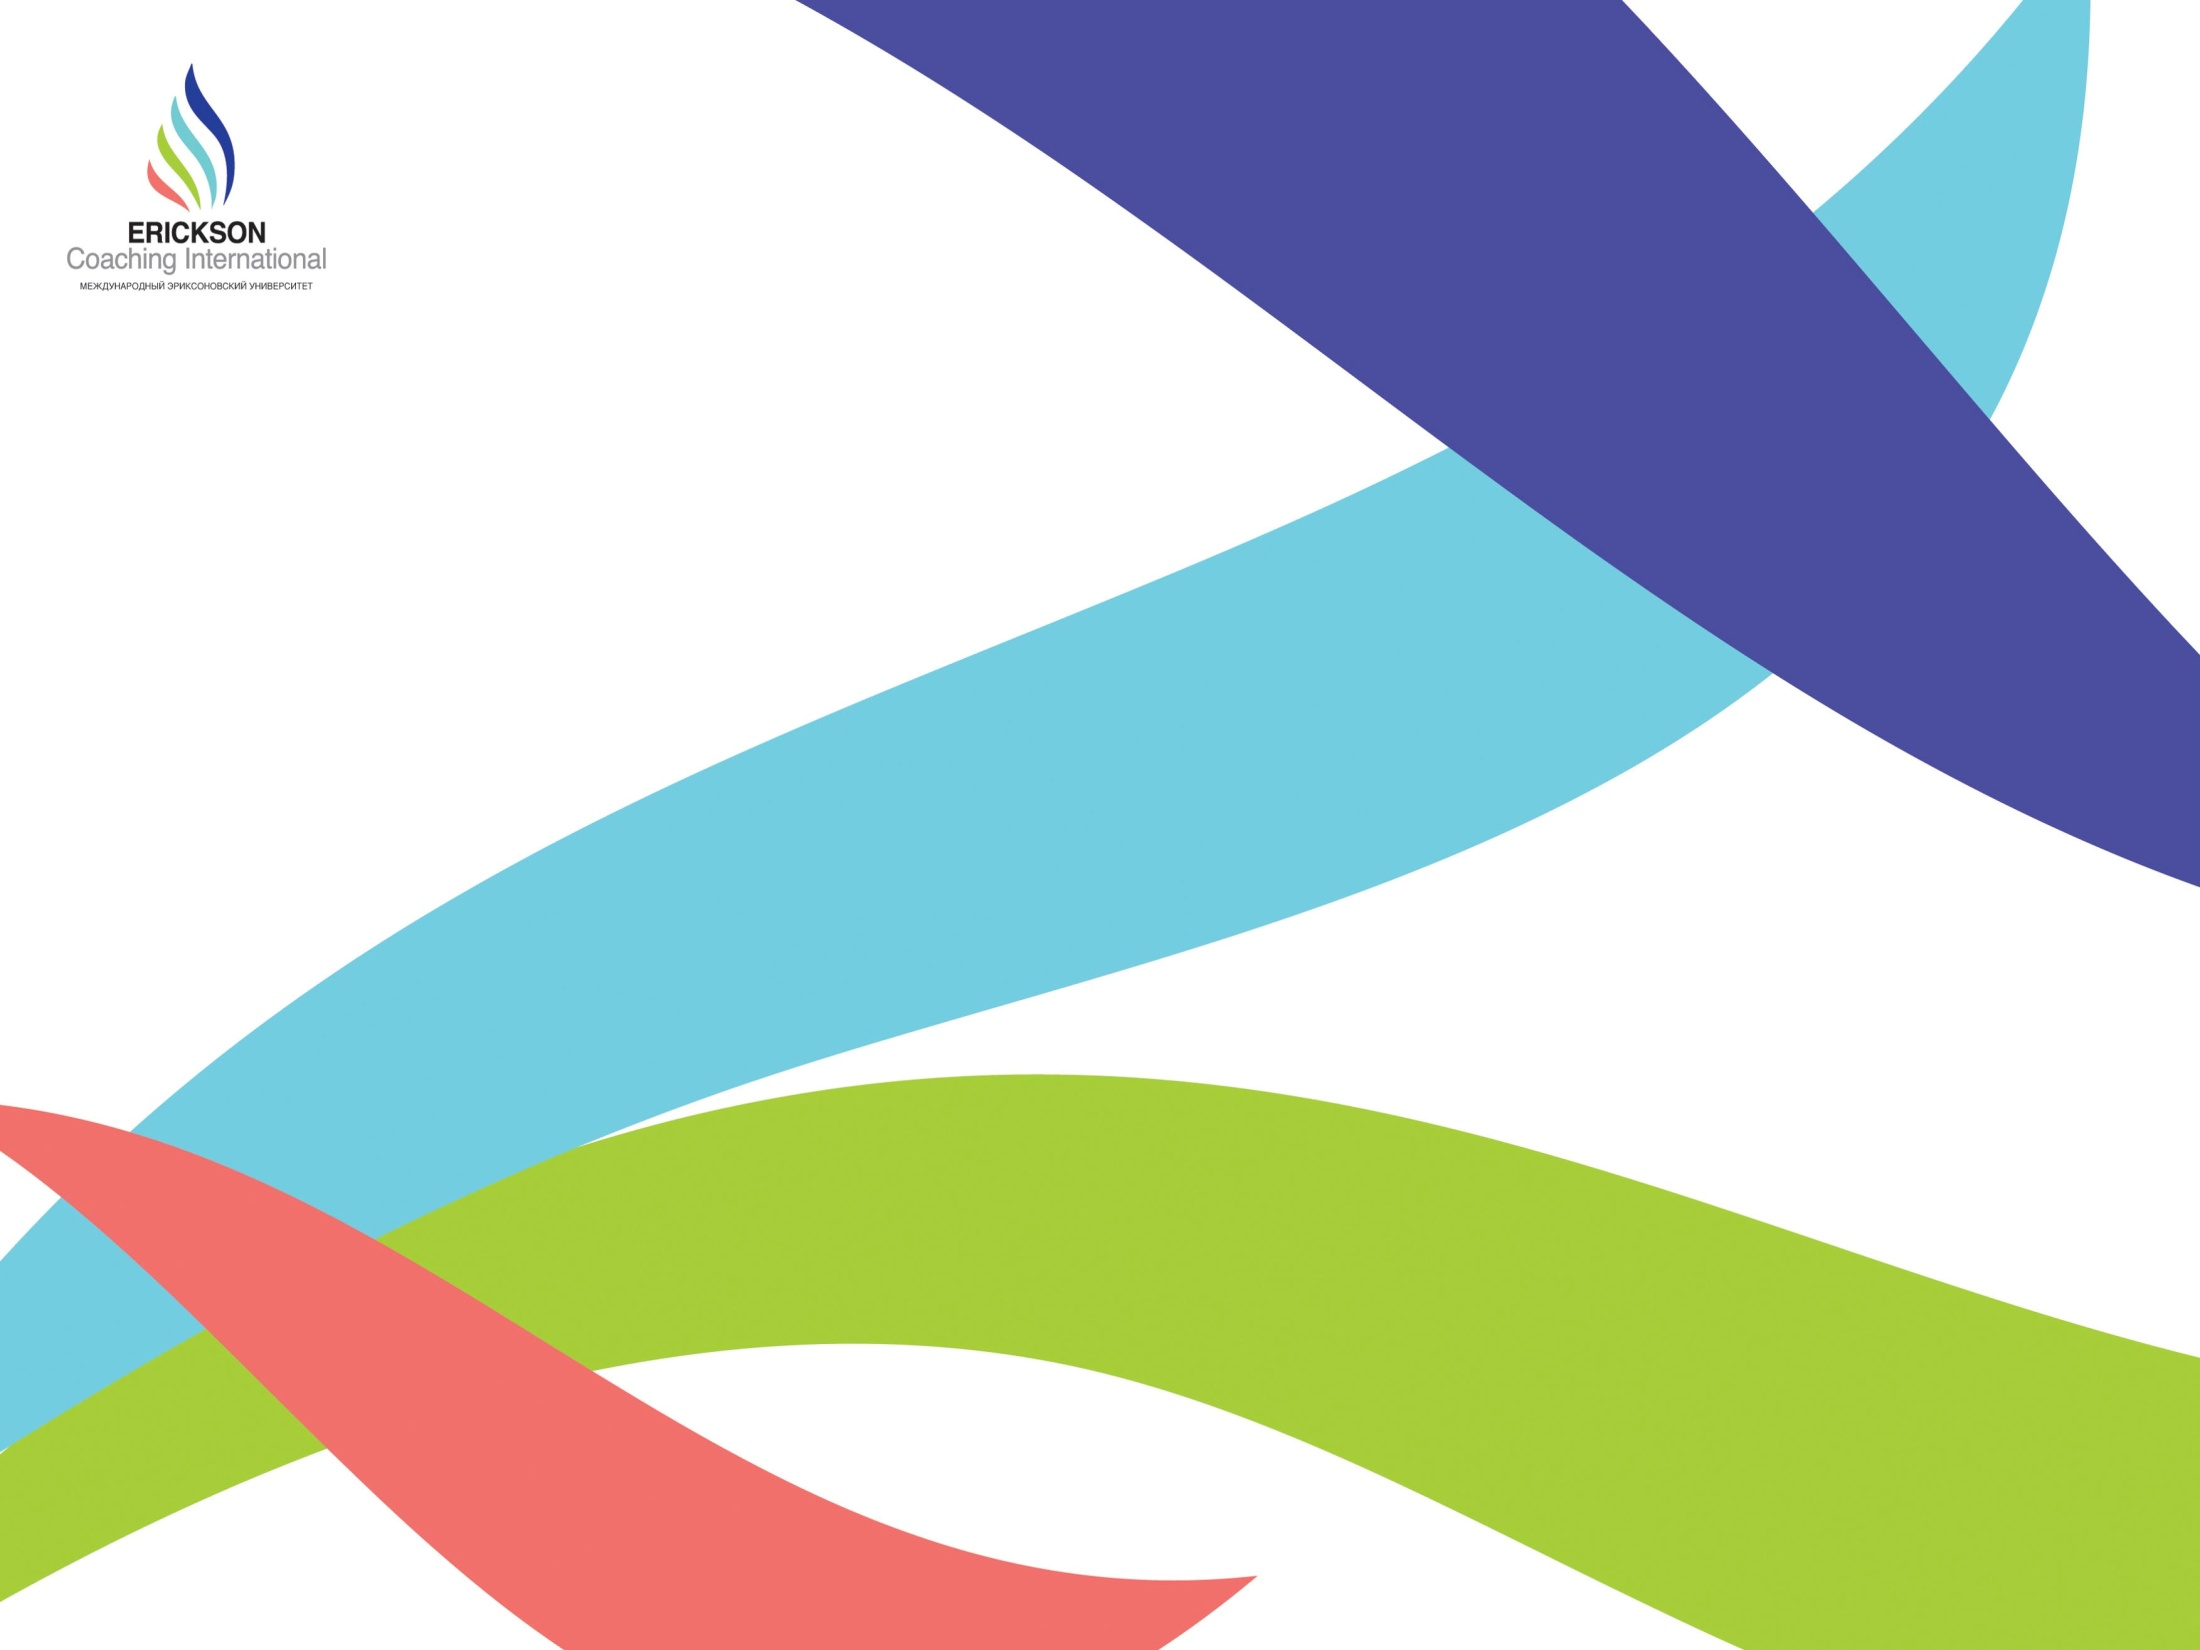 ERICKSON
Coaching International
МЕЖДУНАРОДНЫЙ ЭРИКСОНОВСКИЙ УНИВЕРСИТЕТ